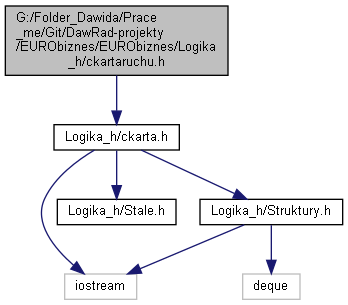 G:/Folder_Dawida/Prace
_me/Git/DawRad-projekty
/EURObiznes/EURObiznes/Logika
_h/ckartaruchu.h
Logika_h/ckarta.h
Logika_h/Stale.h
Logika_h/Struktury.h
iostream
deque